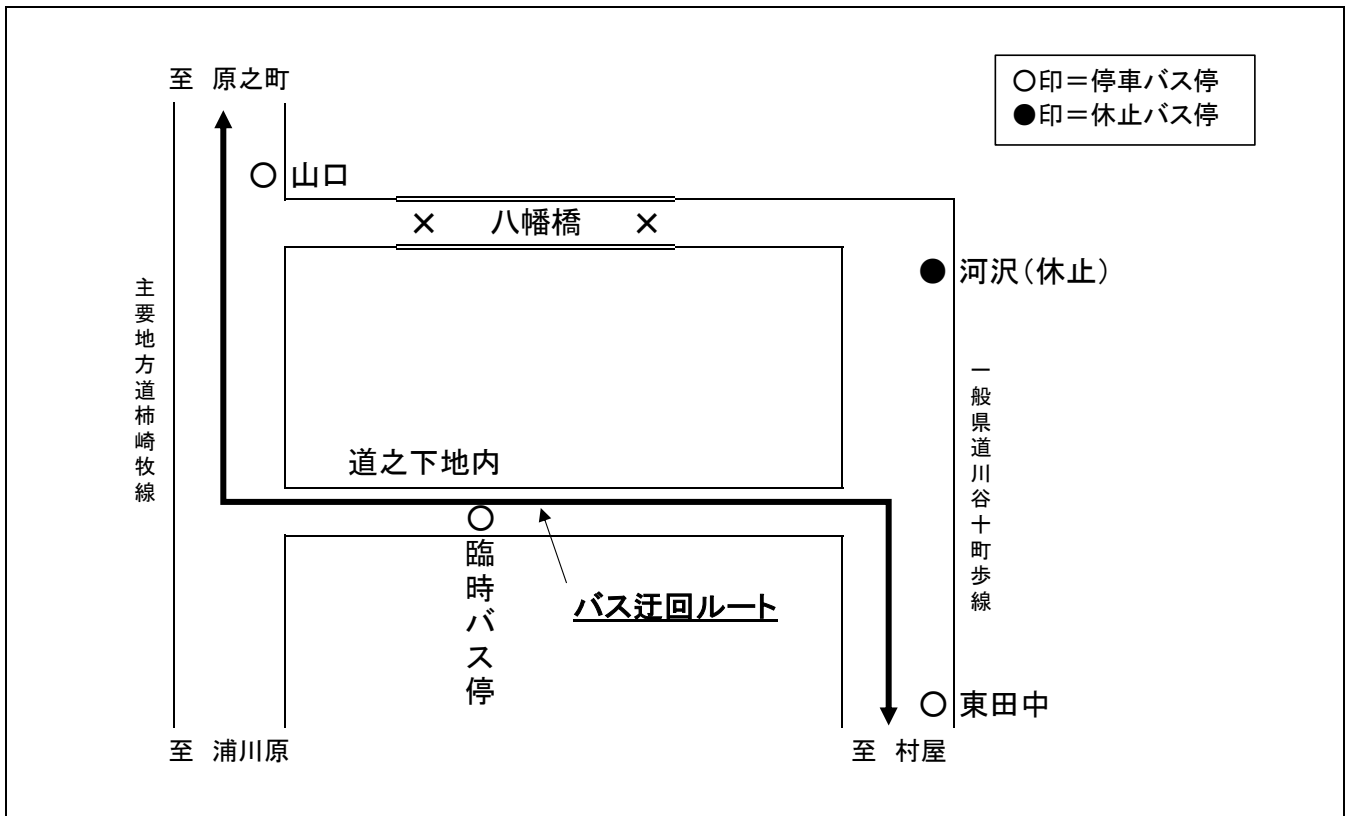 至 原之町
○印＝停車バス停
●印＝休止バス停
○ 山口
× 八幡橋 ×
● 河沢（休止）
主要地方道柿崎牧線
一般県道川谷十町歩線
道之下地内
○
臨時バス停
バス迂回ルート
○ 東田中
至 浦川原
至 村屋